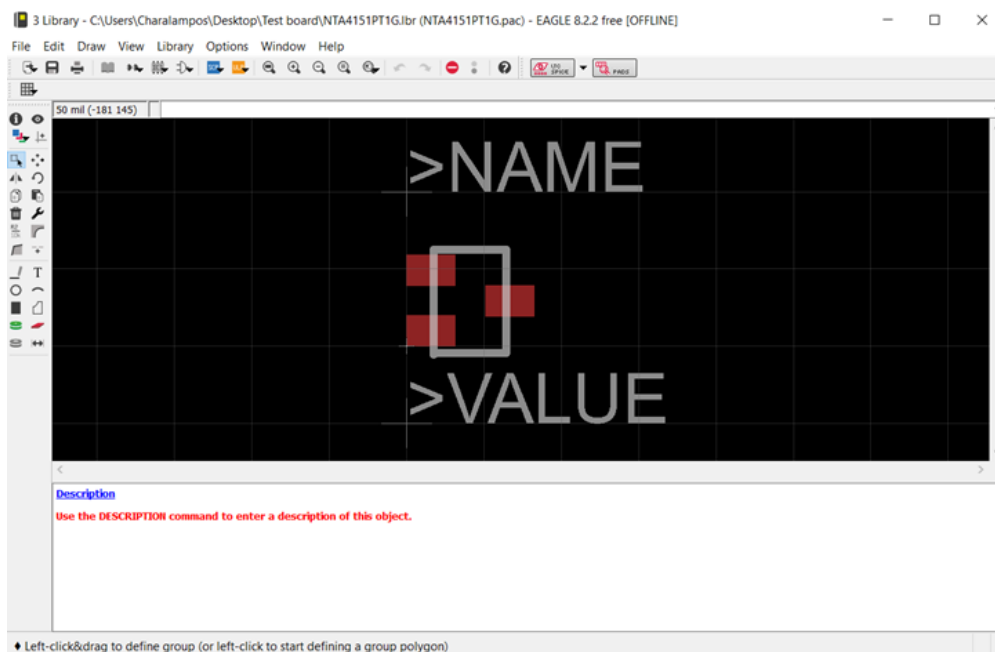 3 Library - C:\Users\Charalampos\Desktop\Test board\NTA4151PT1G.lbr (NTA4151PT1G.pac) - EAGLE 8.2.2 free [OFFLINE]
File Edit Draw View Library Options Window Help
50 mil (-181 145)
>NAME
>VALUE
Description
Use the DESCRIPTION command to enter a description of this object.
Left-click&drag to define group (or left-click to start defining a group polygon)